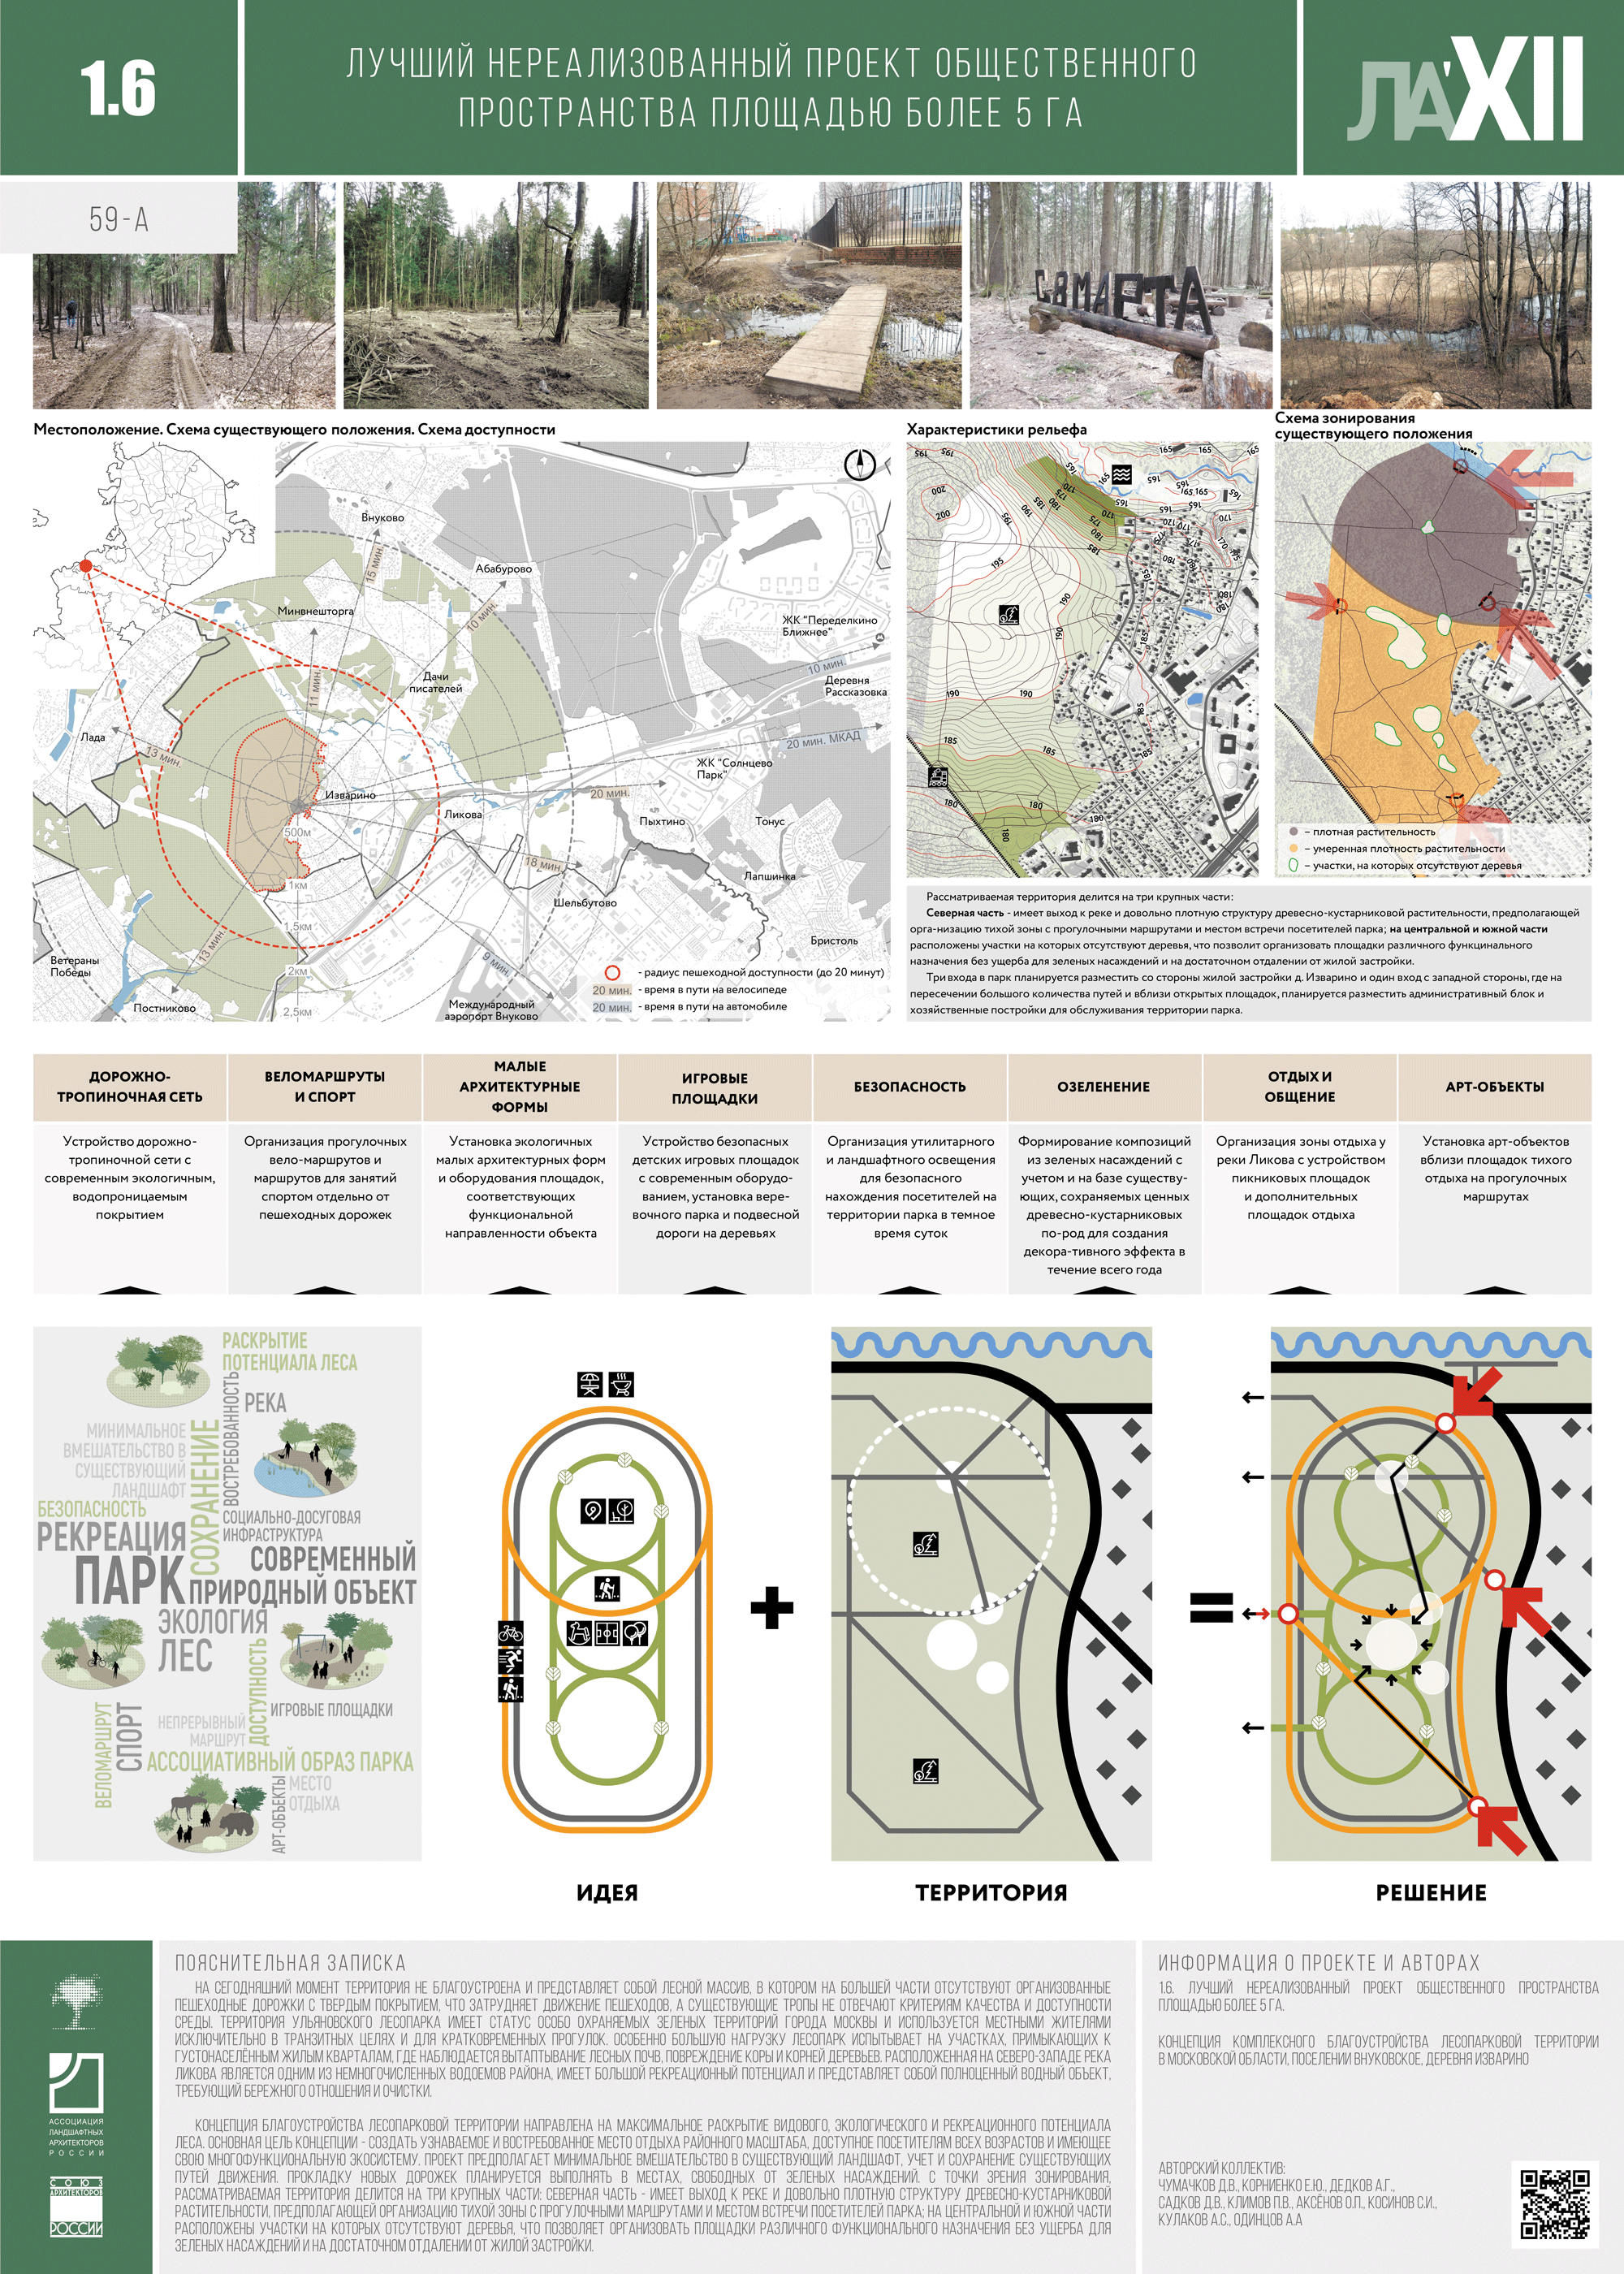 1.6
ЛУЧШИЙ НЕРЕАЛИЗОВАННЫЙ ПРОЕКТ ОБЩЕСТВЕННОГО
ПРОСТРАНСТВА ПЛОЩАДЬЮ БОЛЕЕ 5 ГА
ЛА'XII
59-А
С 8 МАРТА
Местоположение. Схема существующего положения. Схема доступности
Внуково
15 мин.
Абабурово
10 мин.
Минвнешторга
11 мин.
ЖК "Переделкино
Ближнее"
10 мин.
Дачи
писателей
Деревня
Рассказовка
Лада
13 мин.
20 мин. МКАД
ЖК "Солнцево
Парк"
Изварино
20 мин.
Ликова
Пыхтино
Тонус
500м
18 мин.
Лапшинка
1км
Шельбутово
1,5км
13 мин.
Бристоль
Ветераны
Победы
9 мин.
2км
Постниково
2,5км
Международный
аэропорт Внуково
- радиус пешеходной доступности (до 20 минут)
20 мин. - время в пути на велосипеде
20 мин. - время в пути на автомобиле
Характеристики рельефа
195
195
165
165
165
200
200
195
190
185
170
175
180
185
195
190
190
190
190
185
185
185
180
180
180
180
Схема зонирования
существующего положения
– плотная растительность
– умеренная плотность растительности
– участки, на которых отсутствуют деревья
Рассматриваемая территория делится на три крупных части:
Северная часть - имеет выход к реке и довольно плотную структуру древесно-кустарниковой растительности, предполагающей
орга-низацию тихой зоны с прогулочными маршрутами и местом встречи посетителей парка; на центральной и южной части
расположены участки на которых отсутствуют деревья, что позволит организовать площадки различного функцинального
назначения без ущерба для зеленых насаждений и на достаточном отдалении от жилой застройки.
Три входа в парк планируется разместить со стороны жилой застройки д. Изварино и один вход с западной стороны, где на
пересечении большого количества путей и вблизи открытых площадок, планируется разместить административный блок и
хозяйственные постройки для обслуживания территории парка.
ДОРОЖНО-
ТРОПИНОЧНАЯ СЕТЬ
Устройство дорожно-
тропиночной сети с
современным экологичным,
водопроницаемым
покрытием
ВЕЛОМАРШРУТЫ
И СПОРТ
Организация прогулочных
вело-маршрутов и
маршрутов для занятий
спортом отдельно от
пешеходных дорожек
МАЛЫЕ
АРХИТЕКТУРНЫЕ
ФОРМЫ
Установка экологичных
малых архитектурных форм
и оборудования площадок,
соответствующих
функциональной
направленности объекта
ИГРОВЫЕ
ПЛОЩАДКИ
Устройство безопасных
детских игровых площадок
с современным оборудо-
ванием, установка вере-
вочного парка и подвесной
дороги на деревьях
БЕЗОПАСНОСТЬ
Организация утилитарного
и ландшафтного освещения
для безопасного
нахождения посетителей на
территории парка в темное
время суток
ОЗЕЛЕНЕНИЕ
Формирование композиций
из зеленых насаждений с
учетом и на базе существу-
ющих, сохраняемых ценных
древесно-кустарниковых
по-род для создания
декора-тивного эффекта в
течение всего года
ОТДЫХ И
ОБЩЕНИЕ
Организация зоны отдыха у
реки Ликова с устройством
пикниковых площадок
и дополнительных
площадок отдыха
АРТ-ОБЪЕКТЫ
Установка арт-объектов
вблизи площадок тихого
отдыха на прогулочных
маршрутах
РАСКРЫТИЕ
ПОТЕНЦИАЛА ЛЕСА
ВОСТРЕБОВАННОСТЬ
РЕКА
МИНИМАЛЬНОЕ
ВМЕШАТЕЛЬСТВО В
СУЩЕСТВУЮЩИЙ
ЛАНДШАФТ
СОХРАНЕНИЕ
БЕЗОПАСНОСТЬ
СОЦИАЛЬНО-ДОСУГОВАЯ
ИНФРАСТРУКТУРА
РЕКРЕАЦИЯ
СОВРЕМЕННЫЙ
ПАРК
ПРИРОДНЫЙ ОБЪЕКТ
ЭКОЛОГИЯ
ЛЕС
ДОСТУПНОСТЬ
ИГРОВЫЕ ПЛОЩАДКИ
ВЕЛОМАРШРУТ
СПОРТ
НЕПРЕРЫВНЫЙ
МАРШРУТ
АССОЦИАТИВНЫЙ ОБРАЗ ПАРКА
АРТ-ОБЪЕКТЫ
МЕСТО
ОТДЫХА
+
=
ИДЕЯ
ТЕРРИТОРИЯ
РЕШЕНИЕ
АССОЦИАЦИЯ
ЛАНДШАФТНЫХ
АРХИТЕКТОРОВ
РОССИИ
СОЮЗ
АРХИТЕКТОРОВ
РОССИИ
ПОЯСНИТЕЛЬНАЯ ЗАПИСКА
НА СЕГОДНЯШНИЙ МОМЕНТ ТЕРРИТОРИЯ НЕ БЛАГОУСТРОЕНА И ПРЕДСТАВЛЯЕТ СОБОЙ ЛЕСНОЙ МАССИВ, В КОТОРОМ НА БОЛЬШЕЙ ЧАСТИ ОТСУТСТВУЮТ ОРГАНИЗОВАННЫЕ
ПЕШЕХОДНЫЕ ДОРОЖКИ С ТВЕРДЫМ ПОКРЫТИЕМ, ЧТО ЗАТРУДНЯЕТ ДВИЖЕНИЕ ПЕШЕХОДОВ, А СУЩЕСТВУЮЩИЕ ТРОПЫ НЕ ОТВЕЧАЮТ КРИТЕРИЯМ КАЧЕСТВА И ДОСТУПНОСТИ
СРЕДЫ. ТЕРРИТОРИЯ УЛЬЯНОВСКОГО ЛЕСОПАРКА ИМЕЕТ СТАТУС ОСОБО ОХРАНЯЕМЫХ ЗЕЛЕНЫХ ТЕРРИТОРИЙ ГОРОДА МОСКВЫ И ИСПОЛЬЗУЕТСЯ МЕСТНЫМИ ЖИТЕЛЯМИ
ИСКЛЮЧИТЕЛЬНО В ТРАНЗИТНЫХ ЦЕЛЯХ И ДЛЯ КРАТКОВРЕМЕННЫХ ПРОГУЛОК. ОСОБЕННО БОЛЬШУЮ НАГРУЗКУ ЛЕСОПАРК ИСПЫТЫВАЕТ НА УЧАСТКАХ, ПРИМЫКАЮЩИХ К
ГУСТОНАСЕЛЁННЫМ ЖИЛЫМ КВАРТАЛАМ, ГДЕ НАБЛЮДАЕТСЯ ВЫТАПТЫВАНИЕ ЛЕСНЫХ ПОЧВ, ПОВРЕЖДЕНИЕ КОРЫ И КОРНЕЙ ДЕРЕВЬЕВ. РАСПОЛОЖЕННАЯ НА СЕВЕРО-ЗАПАДЕ РЕКА
ЛИКОВА ЯВЛЯЕТСЯ ОДНИМ ИЗ НЕМНОГОЧИСЛЕННЫХ ВОДОЕМОВ РАЙОНА, ИМЕЕТ БОЛЬШОЙ РЕКРЕАЦИОННЫЙ ПОТЕНЦИАЛ И ПРЕДСТАВЛЯЕТ СОБОЙ ПОЛНОЦЕННЫЙ ВОДНЫЙ ОБЪЕКТ,
ТРЕБУЮЩИЙ БЕРЕЖНОГО ОТНОШЕНИЯ И ОЧИСТКИ.
КОНЦЕПЦИЯ БЛАГОУСТРОЙСТВА ЛЕСОПАРКОВОЙ ТЕРРИТОРИИ НАПРАВЛЕНА НА МАКСИМАЛЬНОЕ РАСКРЫТИЕ ВИДОВОГО, ЭКОЛОГИЧЕСКОГО И РЕКРЕАЦИОННОГО ПОТЕНЦИАЛА
ЛЕСА. ОСНОВНАЯ ЦЕЛЬ КОНЦЕПЦИИ - СОЗДАТЬ УЗНАВАЕМОЕ И ВОСТРЕБОВАННОЕ МЕСТО ОТДЫХА РАЙОННОГО МАСШТАБА, ДОСТУПНОЕ ПОСЕТИТЕЛЯМ ВСЕХ ВОЗРАСТОВ И ИМЕЮЩЕЕ
СВОЮ МНОГОФУНКЦИОНАЛЬНУЮ ЭКОСИСТЕМУ. ПРОЕКТ ПРЕДПОЛАГАЕТ МИНИМАЛЬНОЕ ВМЕШАТЕЛЬСТВО В СУЩЕСТВУЮЩИЙ ЛАНДШАФТ, УЧЕТ И СОХРАНЕНИЕ СУЩЕСТВУЮЩИХ
ПУТЕЙ ДВИЖЕНИЯ. ПРОКЛАДКУ НОВЫХ ДОРОЖЕК ПЛАНИРУЕТСЯ ВЫПОЛНЯТЬ В МЕСТАХ, СВОБОДНЫХ ОТ ЗЕЛЕНЫХ НАСАЖДЕНИЙ. С ТОЧКИ ЗРЕНИЯ ЗОНИРОВАНИЯ,
РАССМАТРИВАЕМАЯ ТЕРРИТОРИЯ ДЕЛИТСЯ НА ТРИ КРУПНЫХ ЧАСТИ: СЕВЕРНАЯ ЧАСТЬ - ИМЕЕТ ВЫХОД К РЕКЕ И ДОВОЛЬНО ПЛОТНУЮ СТРУКТУРУ ДРЕВЕСНО-КУСТАРНИКОВОЙ
РАСТИТЕЛЬНОСТИ, ПРЕДПОЛАГАЮЩЕЙ ОРГАНИЗАЦИЮ ТИХОЙ ЗОНЫ С ПРОГУЛОЧНЫМИ МАРШРУТАМИ И МЕСТОМ ВСТРЕЧИ ПОСЕТИТЕЛЕЙ ПАРКА; НА ЦЕНТРАЛЬНОЙ И ЮЖНОЙ ЧАСТИ
РАСПОЛОЖЕНЫ УЧАСТКИ НА КОТОРЫХ ОТСУТСТВУЮТ ДЕРЕВЬЯ, ЧТО ПОЗВОЛЯЕТ ОРГАНИЗОВАТЬ ПЛОЩАДКИ РАЗЛИЧНОГО ФУНКЦИОНАЛЬНОГО НАЗНАЧЕНИЯ БЕЗ УЩЕРБА ДЛЯ
ЗЕЛЕНЫХ НАСАЖДЕНИЙ И НА ДОСТАТОЧНОМ ОТДАЛЕНИИ ОТ ЖИЛОЙ ЗАСТРОЙКИ.
ИНФОРМАЦИЯ О ПРОЕКТЕ И АВТОРАХ
1.6. ЛУЧШИЙ НЕРЕАЛИЗОВАННЫЙ ПРОЕКТ ОБЩЕСТВЕННОГО ПРОСТРАНСТВА
ПЛОЩАДЬЮ БОЛЕЕ 5 ГА.
КОНЦЕПЦИЯ КОМПЛЕКСНОГО БЛАГОУСТРОЙСТВА ЛЕСОПАРКОВОЙ ТЕРРИТОРИИ
В МОСКОВСКОЙ ОБЛАСТИ, ПОСЕЛЕНИИ ВНУКОВСКОЕ, ДЕРЕВНЯ ИЗВАРИНО
АВТОРСКИЙ КОЛЛЕКТИВ:
ЧУМАЧКОВ Д.В., КОРНИЕНКО Е.Ю., ДЕДКОВ А.Г.,
САДКОВ Д.В., КЛИМОВ П.В., АКСЁНОВ О.П., КОСИНОВ С.И.,
КУЛАКОВ А.С., ОДИНЦОВ А.А